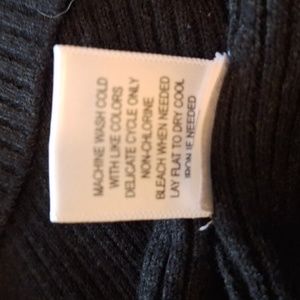 MACHINE WASH COLD
WITH LIKE COLORS
DELICATE CYCLE ONLY
NON-CHLORINE
BLEACH WHEN NEEDED
LAY FLAT TO DRY COOL
IRON IF NEEDED